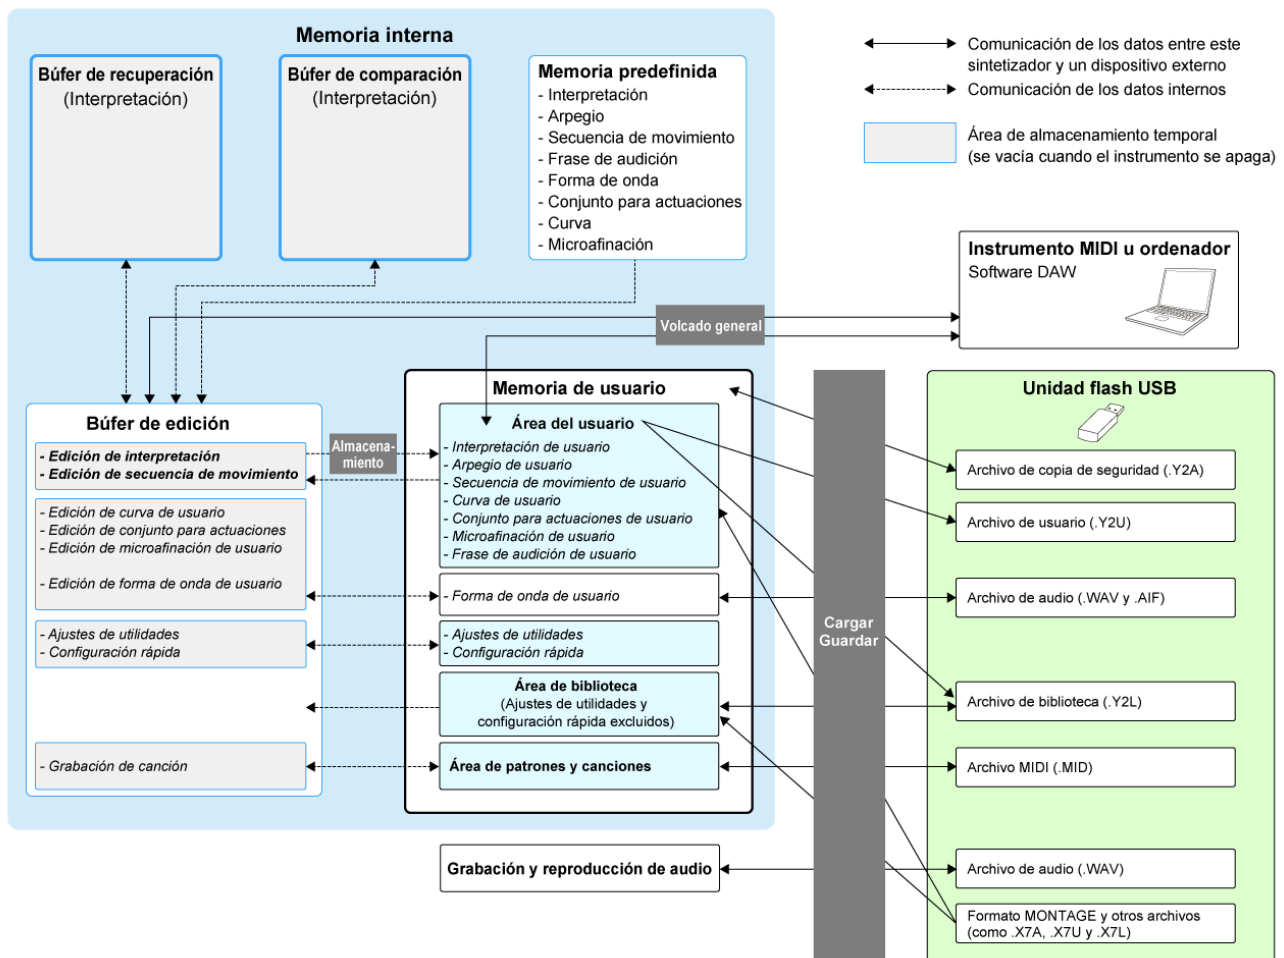 Memoria interna
Búfer de recuperación
(Interpretación)
Búfer de comparación
(Interpretación)
Memoria predefinida
- Interpretación
- Arpegio
- Secuencia de movimiento
- Frase de audición
- Forma de onda
- Conjunto para actuaciones
- Curva
- Microafinación
Comunicación de los datos entre este
sintetizador y un dispositivo externo
Comunicación de los datos internos
Área de almacenamiento temporal
(se vacía cuando el instrumento se apaga)
Instrumento MIDI u ordenador
Software DAW
Volcado general
Búfer de edición
- Edición de interpretación
- Edición de secuencia de movimiento
- Edición de curva de usuario
- Edición de conjunto para actuaciones
- Edición de microafinación de usuario
- Edición de forma de onda de usuario
- Ajustes de utilidades
- Configuración rápida
- Grabación de canción
Almacena-
miento
Memoria de usuario
Área del usuario
- Interpretación de usuario
- Arpegio de usuario
- Secuencia de movimiento de usuario
- Curva de usuario
- Conjunto para actuaciones de usuario
- Microafinación de usuario
- Frase de audición de usuario
- Forma de onda de usuario
- Ajustes de utilidades
- Configuración rápida
Área de biblioteca
(Ajustes de utilidades y
configuración rápida excluidos)
Área de patrones y canciones
Grabación y reproducción de audio
Cargar
Guardar
Unidad flash USB
Archivo de copia de seguridad (.Y2A)
Archivo de usuario (.Y2U)
Archivo de audio (.WAV y .AIF)
Archivo de biblioteca (.Y2L)
Archivo MIDI (.MID)
Archivo de audio (.WAV)
Formato MONTAGE y otros archivos
(como .X7A, .X7U y .X7L)